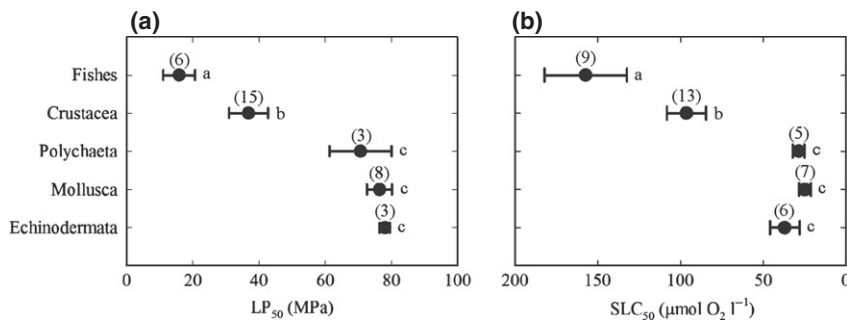 (a)
Fishes
Crustacea
Polychaeta
Mollusca
Echinodermata
(6)
a
(15)
b
(3)
c
(8)
c
(3)
c
0 20 40 60 80 100
LP₅₀ (MPa)
(b)
(9)
a
(13)
b
(5)
c
(7)
c
(6)
c
200 150 100 50 0
SLC₅₀ (μmol O₂ l⁻¹)